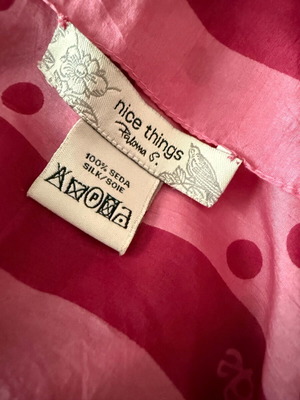 nice things
Paloma S.
100% SEDA
SILK/SOIE
P